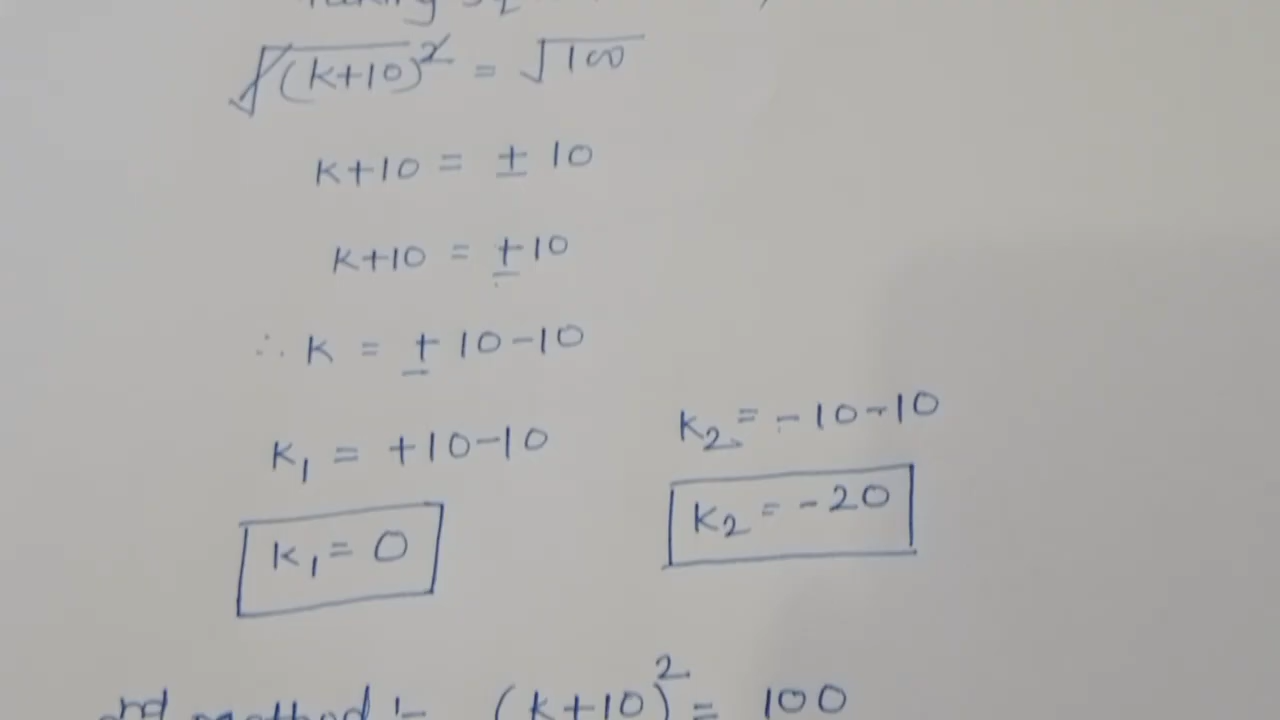 √(k+10)² = √100
k+10 = ± 10
k+10 = ±10
∴ k = ± 10-10
k₁ = +10-10
k₁ = 0
k₂ = -10-10
k₂ = -20
method :- (k+10)² = 100